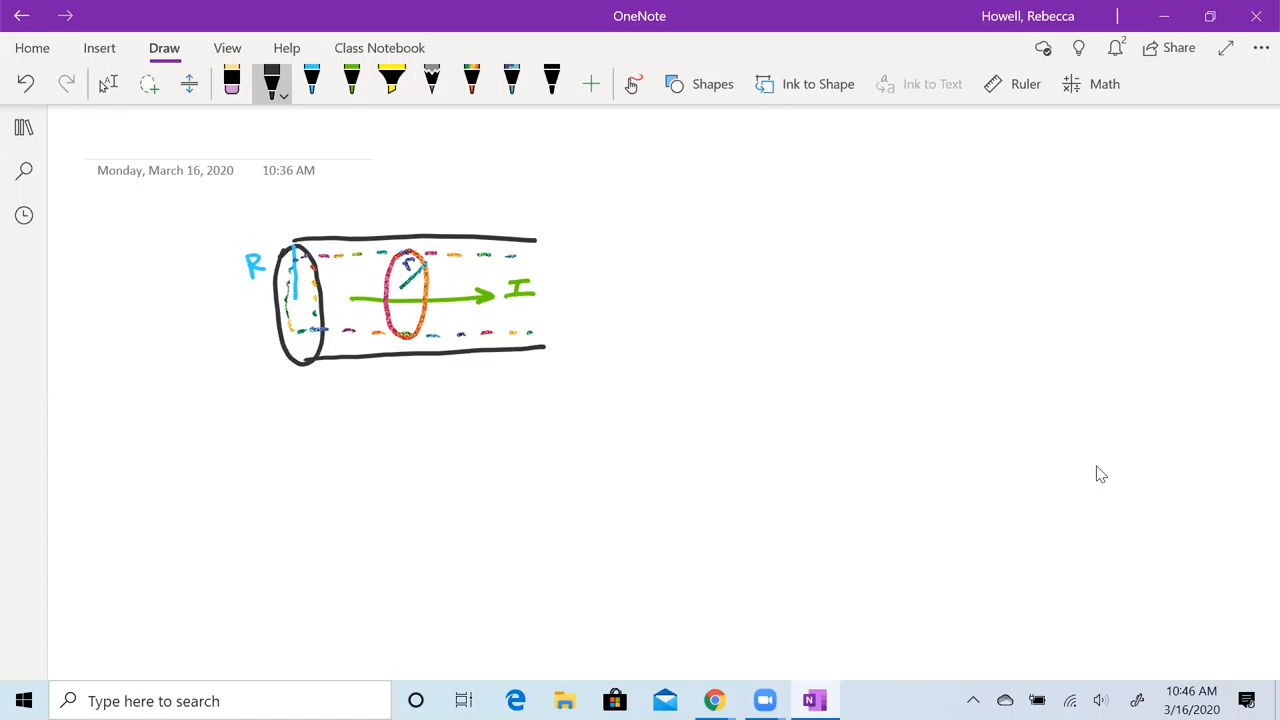 OneNote
Howell, Rebecca
Home Insert Draw View Help Class Notebook
2
Share
Shapes
Ink to Shape
Ink to Text
Ruler
Math
Monday, March 16, 2020 10:36 AM
R
r
I
Type here to search
10:46 AM
3/16/2020